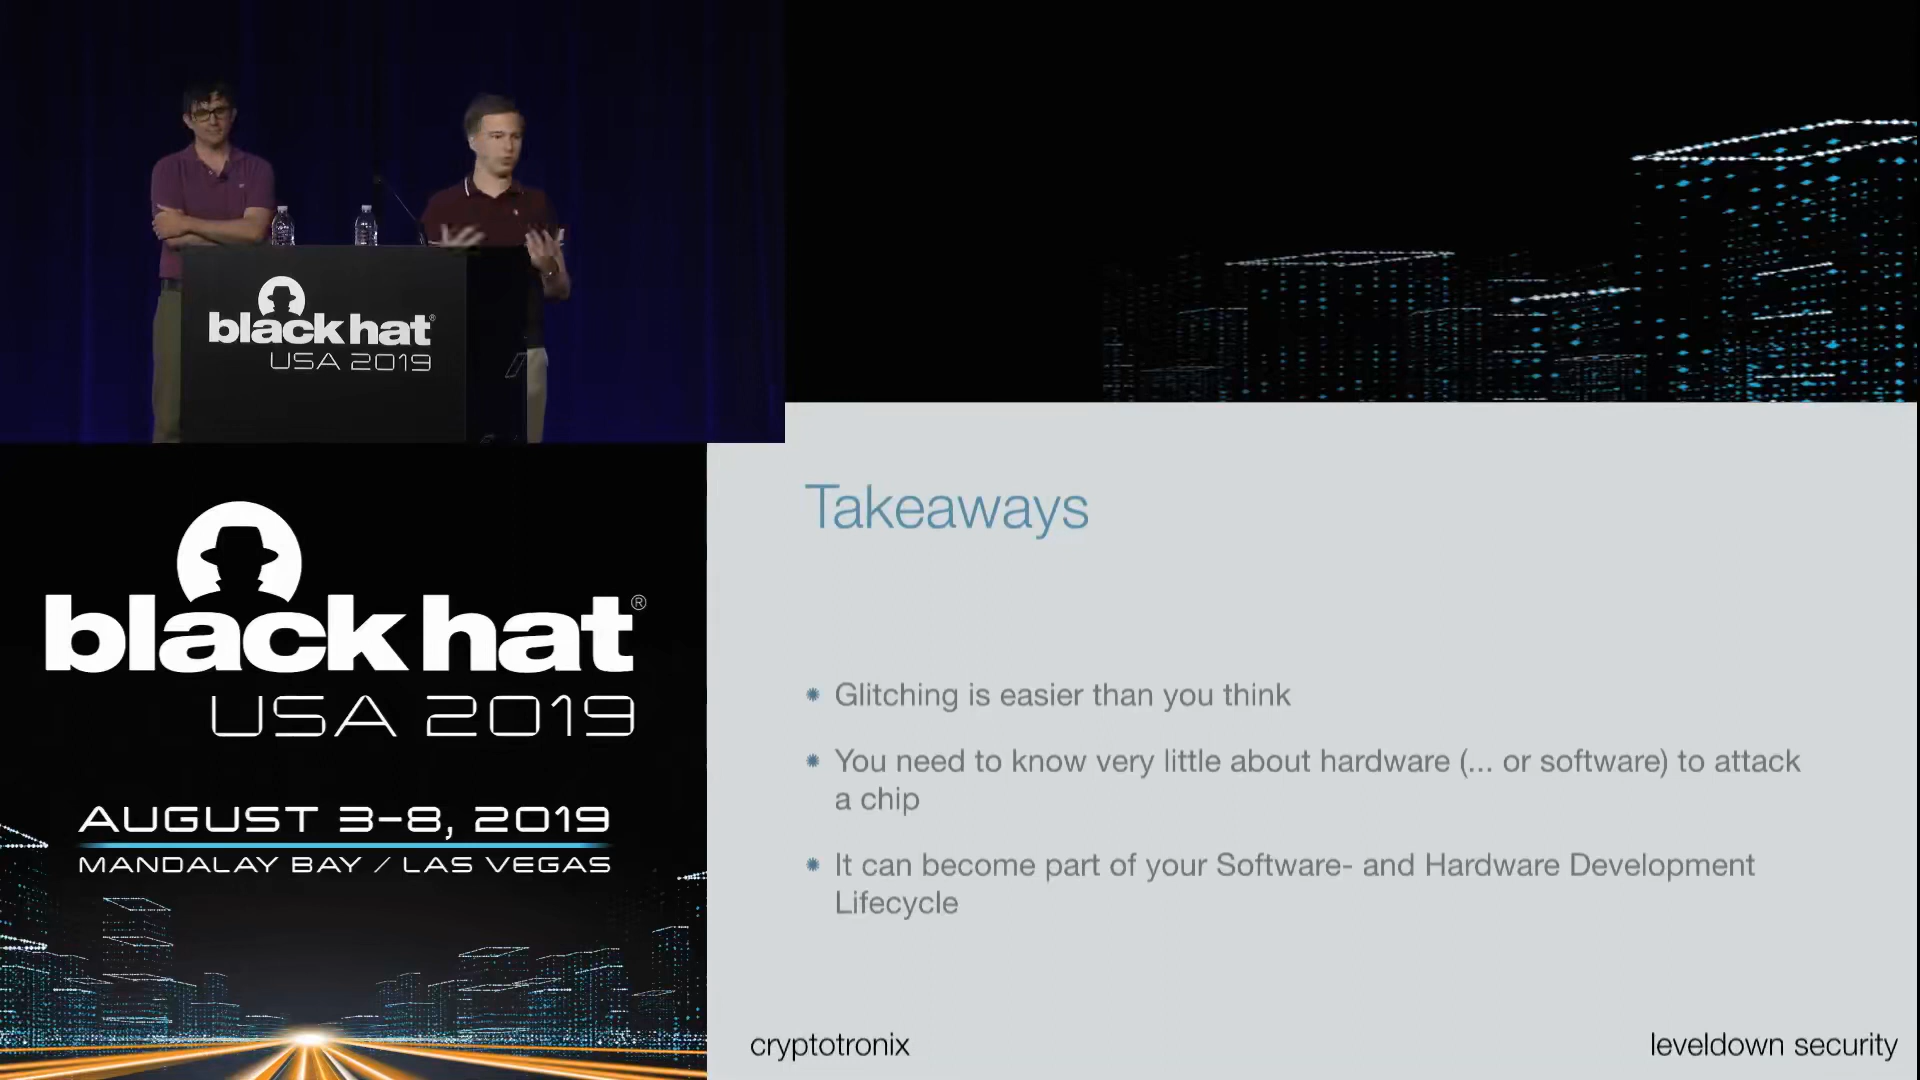 black hat®
USA 2019
black hat®
USA 2019
AUGUST 3-8, 2019
MANDALAY BAY / LAS VEGAS
Takeaways
Glitching is easier than you think
You need to know very little about hardware (... or software) to attack
a chip
It can become part of your Software- and Hardware Development
Lifecycle
cryptotronix
leveldown security